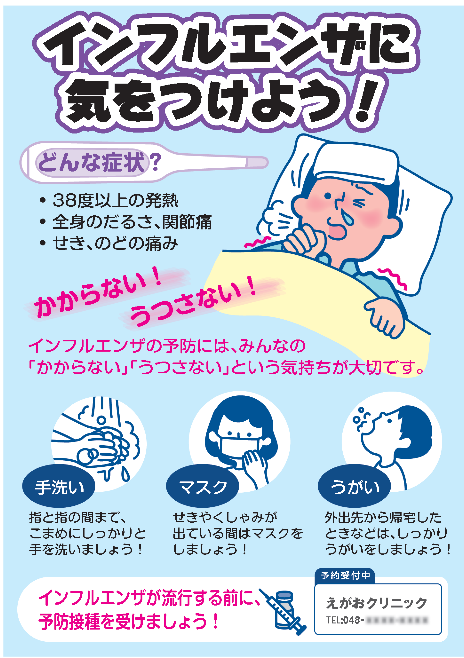 インフルエンザに
気をつけよう！
どんな症状？
• 38度以上の発熱
• 全身のだるさ、関節痛
• せき、のどの痛み
かからない！
うつさない！
インフルエンザの予防には、みんなの
「かからない」「うつさない」という気持ちが大切です。
手洗い
指と指の間まで、
こまめにしっかりと
手を洗いましょう！
マスク
せきやくしゃみが
出ている間はマスクを
しましょう！
うがい
外出先から帰宅した
ときなどは、しっかり
うがいをしましょう！
インフルエンザが流行する前に、
予防接種を受けましょう！
予約受付中
えがおクリニック
TEL:048-